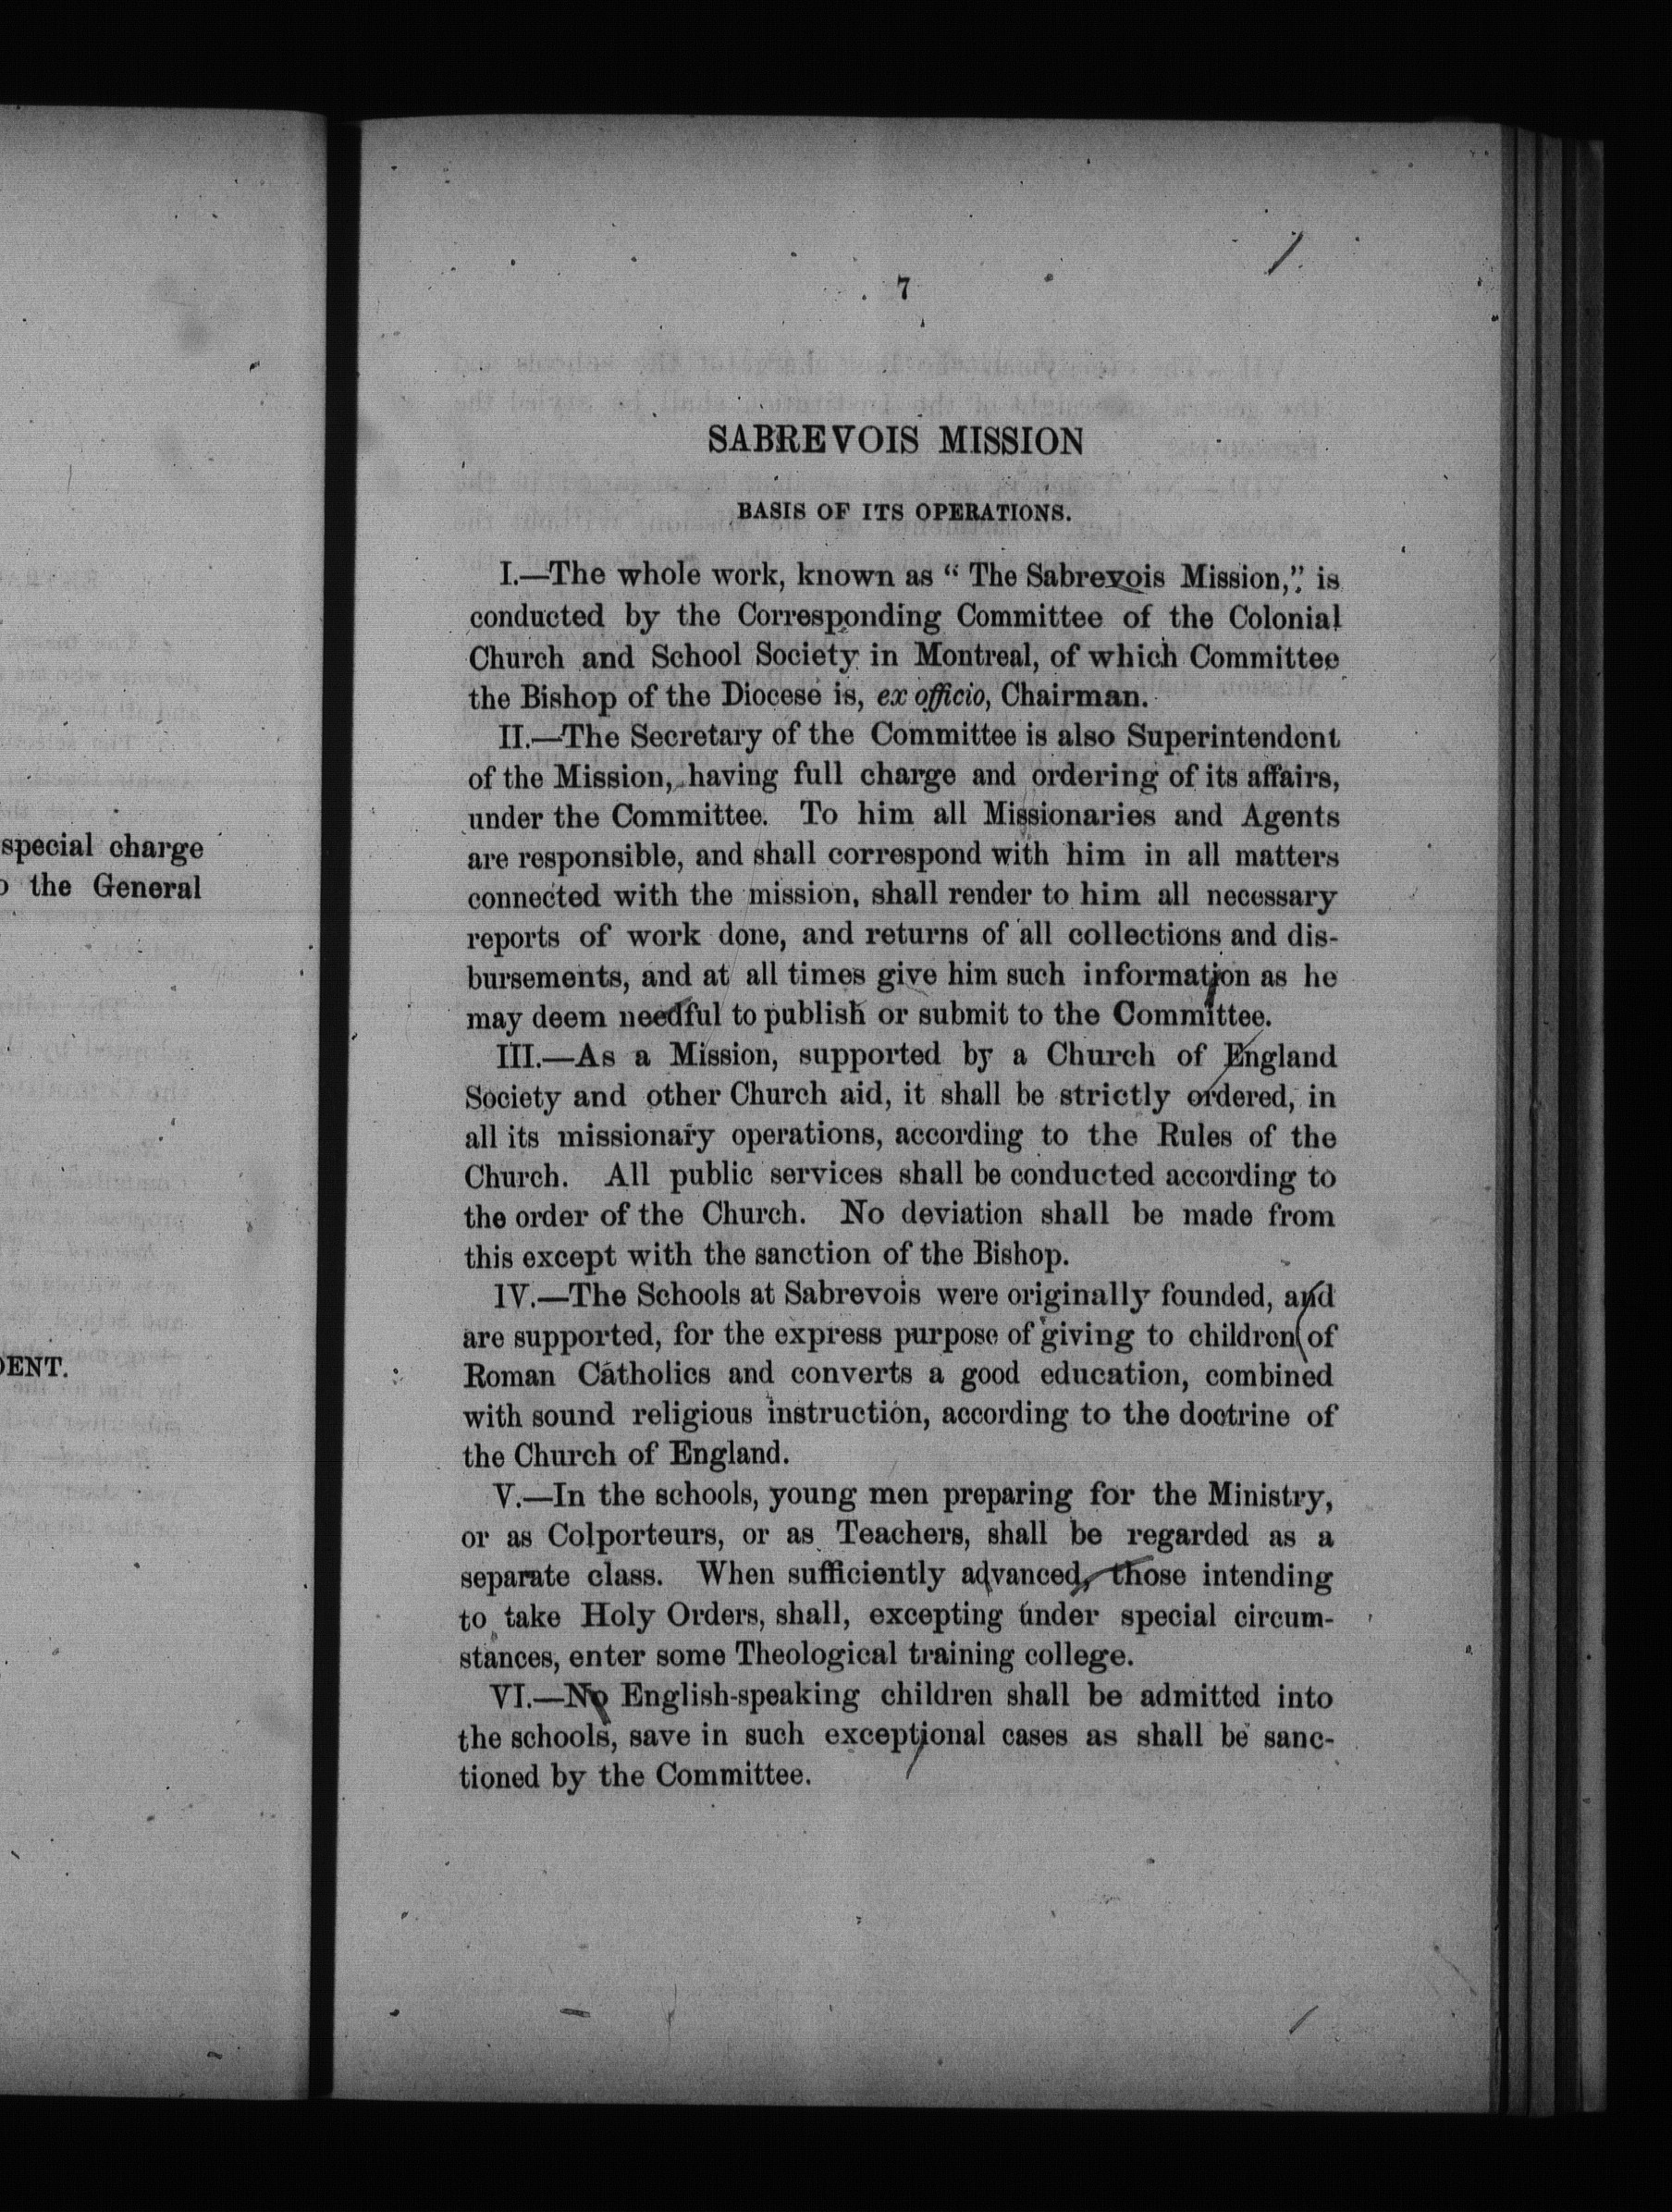 special charge
the General
DENT.
7
SABREVOIS MISSION
BASIS OF ITS OPERATIONS.
I.—The whole work, known as “ The Sabrevois Mission,” is
conducted by the Corresponding Committee of the Colonial
Church and School Society in Montreal, of which Committee
the Bishop of the Diocese is, ex officio, Chairman.
II.—The Secretary of the Committee is also Superintendent
of the Mission, having full charge and ordering of its affairs,
under the Committee. To him all Missionaries and Agents
are responsible, and shall correspond with him in all matters
connected with the mission, shall render to him all necessary
reports of work done, and returns of all collections and dis-
bursements, and at all times give him such information as he
may deem needful to publish or submit to the Committee.
III.—As a Mission, supported by a Church of England
Society and other Church aid, it shall be strictly ordered, in
all its missionary operations, according to the Rules of the
Church. All public services shall be conducted according to
the order of the Church. No deviation shall be made from
this except with the sanction of the Bishop.
IV.—The Schools at Sabrevois were originally founded, and
are supported, for the express purpose of giving to children of
Roman Catholics and converts a good education, combined
with sound religious instruction, according to the doctrine of
the Church of England.
V.—In the schools, young men preparing for the Ministry,
or as Colporteurs, or as Teachers, shall be regarded as a
separate class. When sufficiently advanced, those intending
to take Holy Orders, shall, excepting under special circum-
stances, enter some Theological training college.
VI.—No English-speaking children shall be admitted into
the schools, save in such exceptional cases as shall be sanc-
tioned by the Committee.